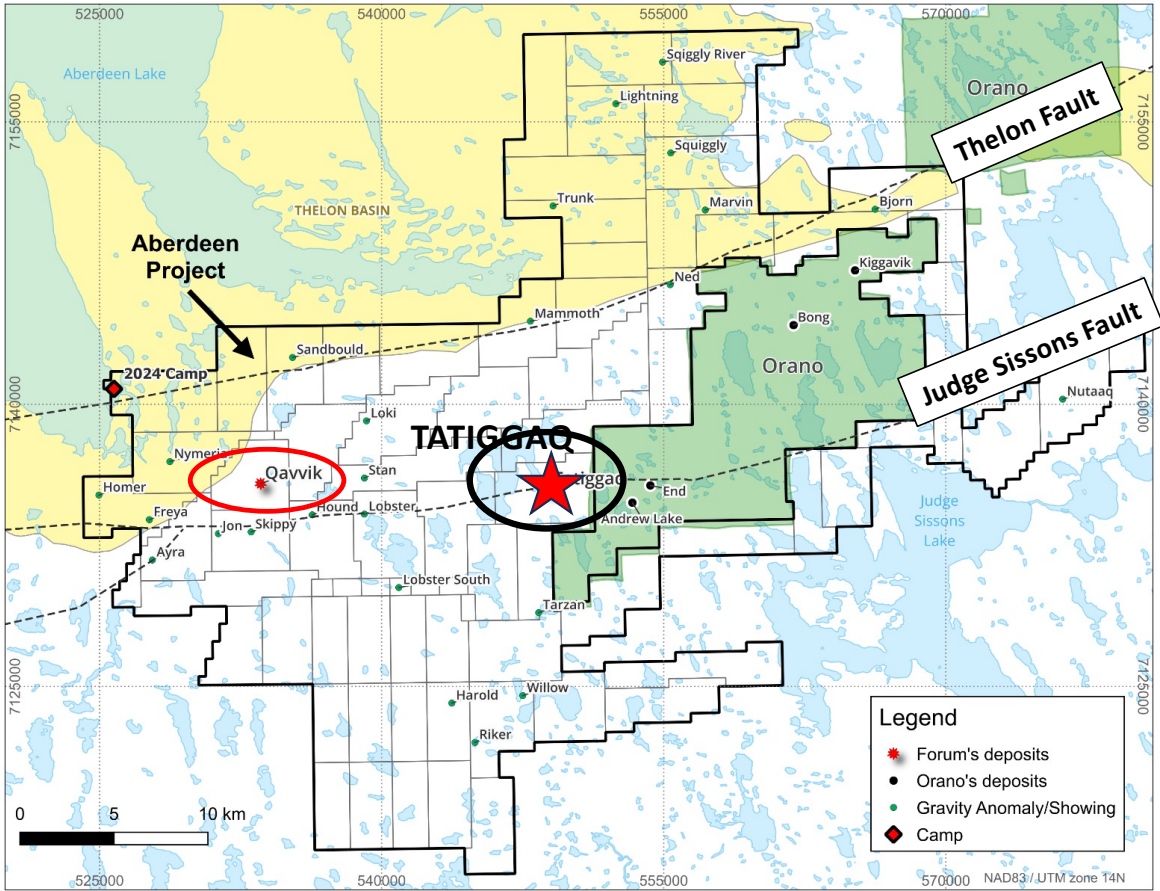 525000
540000
555000
570000
Aberdeen Lake
Sqiggly River
Orano
Thelon Fault
Lightning
7155000
7155000
Squiggly
Trunk
Marvin
Bjorn
THELON BASIN
Aberdeen
Project
Kiggavik
Ned
Mammoth
Bong
Judge Sissons Fault
Sandbould
Orano
2024 Camp
Nutaaq
7140000
7140000
Loki
TATIGGAQ
Nymeria
Qavvik
Stan
Tatiggaq
End
Homer
Freya
Hound
Lobster
Andrew Lake
Jon
Skippy
Judge
Sissons
Lake
Ayra
Lobster South
Tarzan
7125000
7125000
Harold
Willow
Riker
Legend
Forum's deposits
Orano's deposits
Gravity Anomaly/Showing
Camp
0 5 10 km
525000
540000
555000
570000
NAD83 / UTM zone 14N